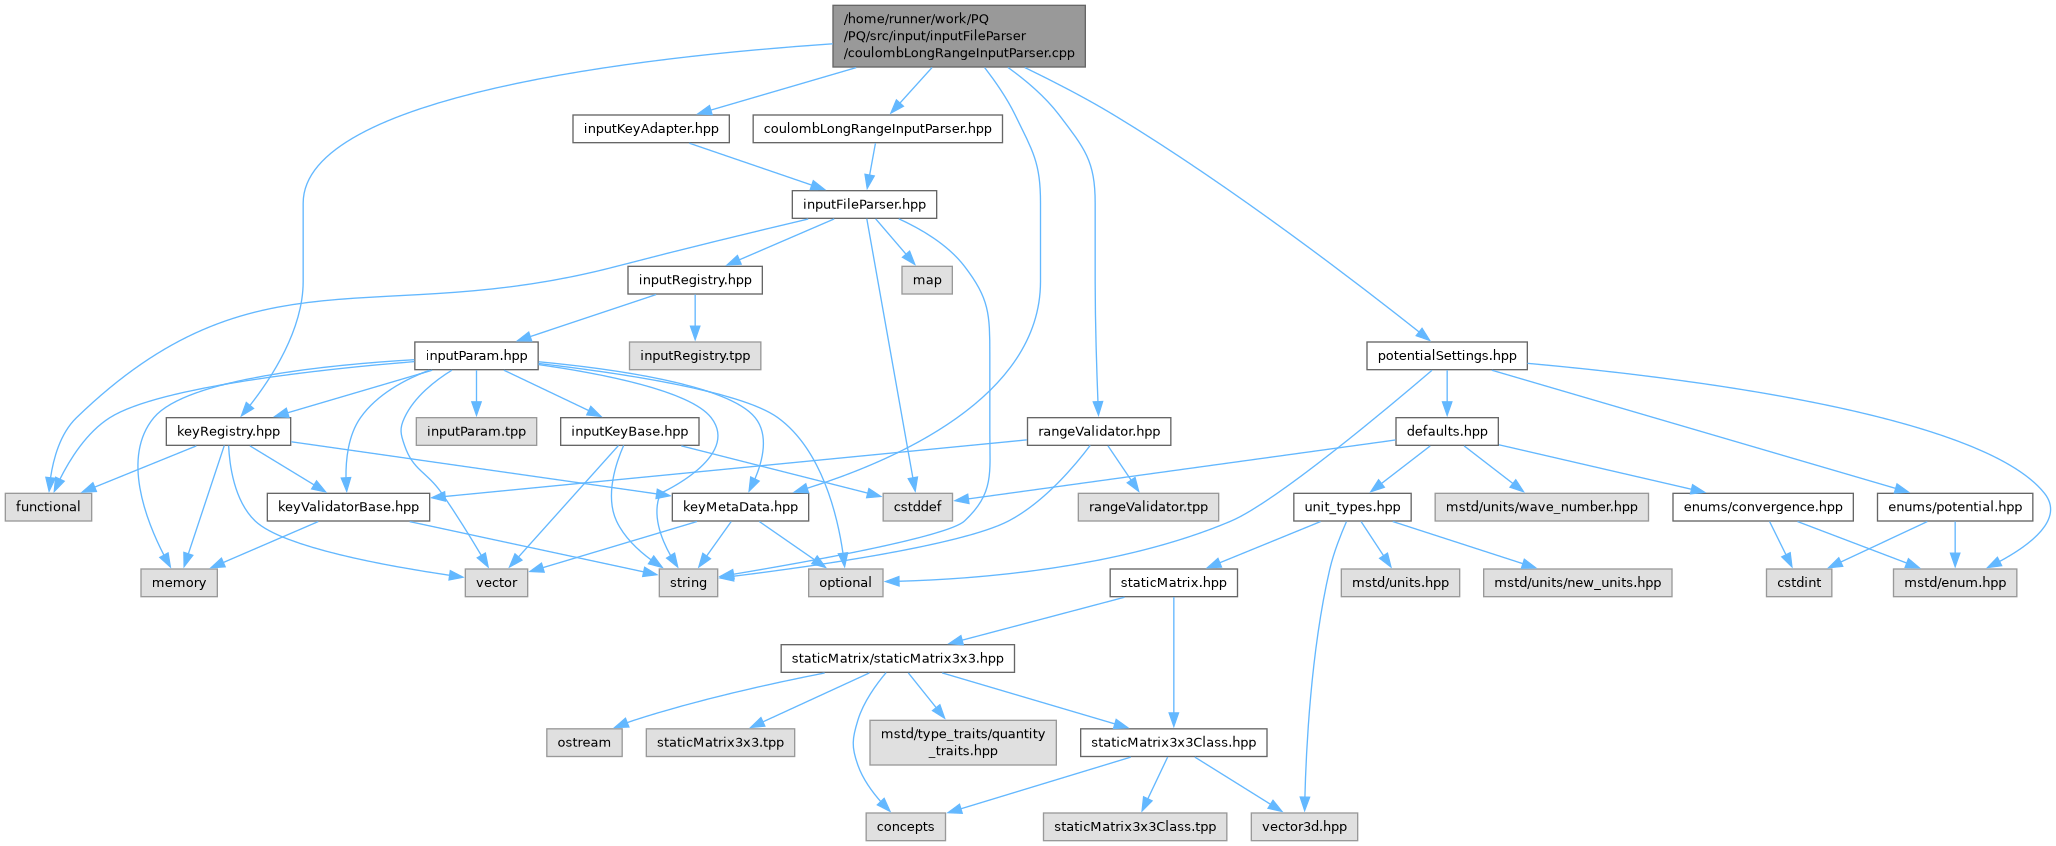 /home/runner/work/PQ
/PQ/src/input/inputFileParser
/coulombLongRangeInputParser.cpp
inputKeyAdapter.hpp
coulombLongRangeInputParser.hpp
inputFileParser.hpp
inputRegistry.hpp
map
inputParam.hpp
inputRegistry.tpp
potentialSettings.hpp
keyRegistry.hpp
inputParam.tpp
inputKeyBase.hpp
rangeValidator.hpp
defaults.hpp
functional
keyValidatorBase.hpp
keyMetaData.hpp
cstddef
rangeValidator.tpp
unit_types.hpp
mstd/units/wave_number.hpp
enums/convergence.hpp
enums/potential.hpp
memory
vector
string
optional
staticMatrix.hpp
mstd/units.hpp
mstd/units/new_units.hpp
cstdint
mstd/enum.hpp
staticMatrix/staticMatrix3x3.hpp
ostream
staticMatrix3x3.tpp
mstd/type_traits/quantity
_traits.hpp
staticMatrix3x3Class.hpp
concepts
staticMatrix3x3Class.tpp
vector3d.hpp